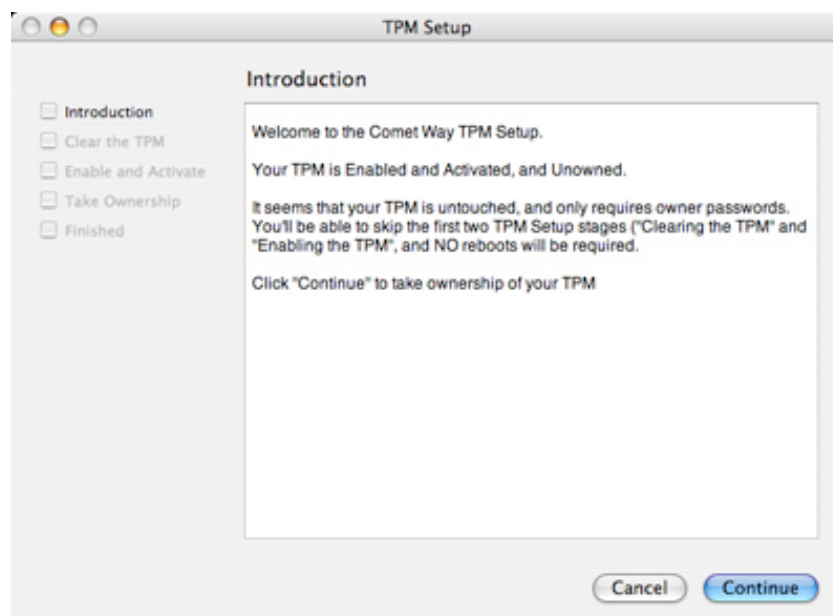 TPM Setup
Introduction
Introduction
Clear the TPM
Enable and Activate
Take Ownership
Finished
Welcome to the Comet Way TPM Setup.
Your TPM is Enabled and Activated, and Unowned.
It seems that your TPM is untouched, and only requires owner passwords.
You'll be able to skip the first two TPM Setup stages ("Clearing the TPM" and
"Enabling the TPM", and NO reboots will be required.
Click "Continue" to take ownership of your TPM
Cancel
Continue